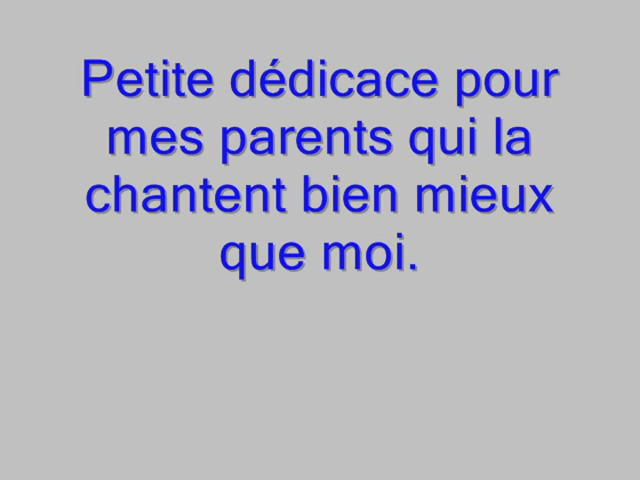 Petite dédicace pour
mes parents qui la
chantent bien mieux
que moi.